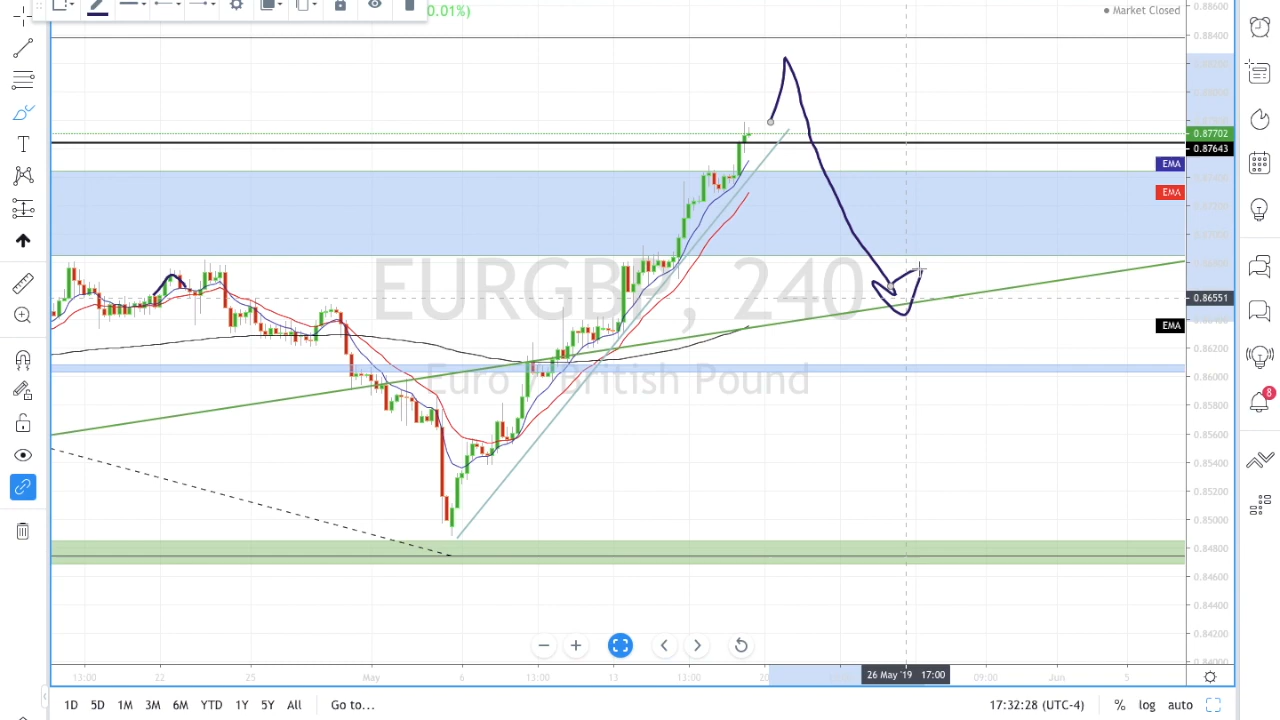 0.01%)
Market Closed
0.88600
0.88400
0.87702
0.87643
EMA
EMA
EURGBP, 240
Euro / British Pound
0.86551
EMA
0.86200
0.86000
0.85800
0.85600
0.85400
0.85200
0.85000
0.84800
0.84600
0.84400
0.84200
0.84000
8
13:00
22
25
May
6
13:00
13
13:00
20
26 May '19 17:00
09:00
Jun
5
1D 5D 1M 3M 6M YTD 1Y 5Y All Go to...
17:32:28 (UTC-4) % log auto